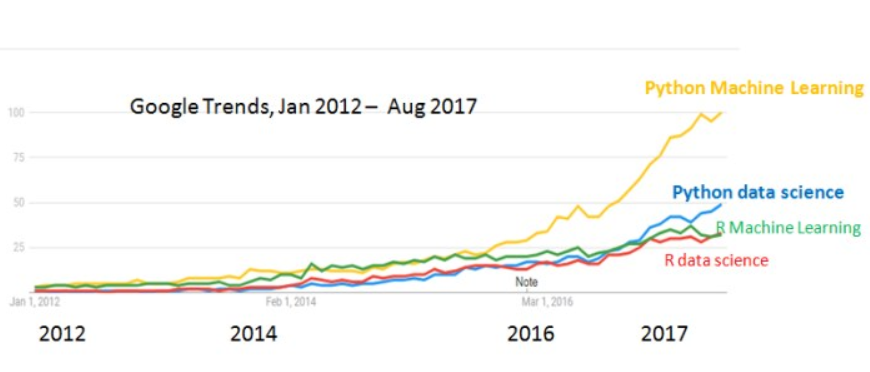 Python Machine Learning
Google Trends, Jan 2012 – Aug 2017
100
75
Python data science
50
R Machine Learning
25
R data science
Note
Jan 1, 2012
Feb 1, 2014
Mar 1, 2016
2012
2014
2016
2017